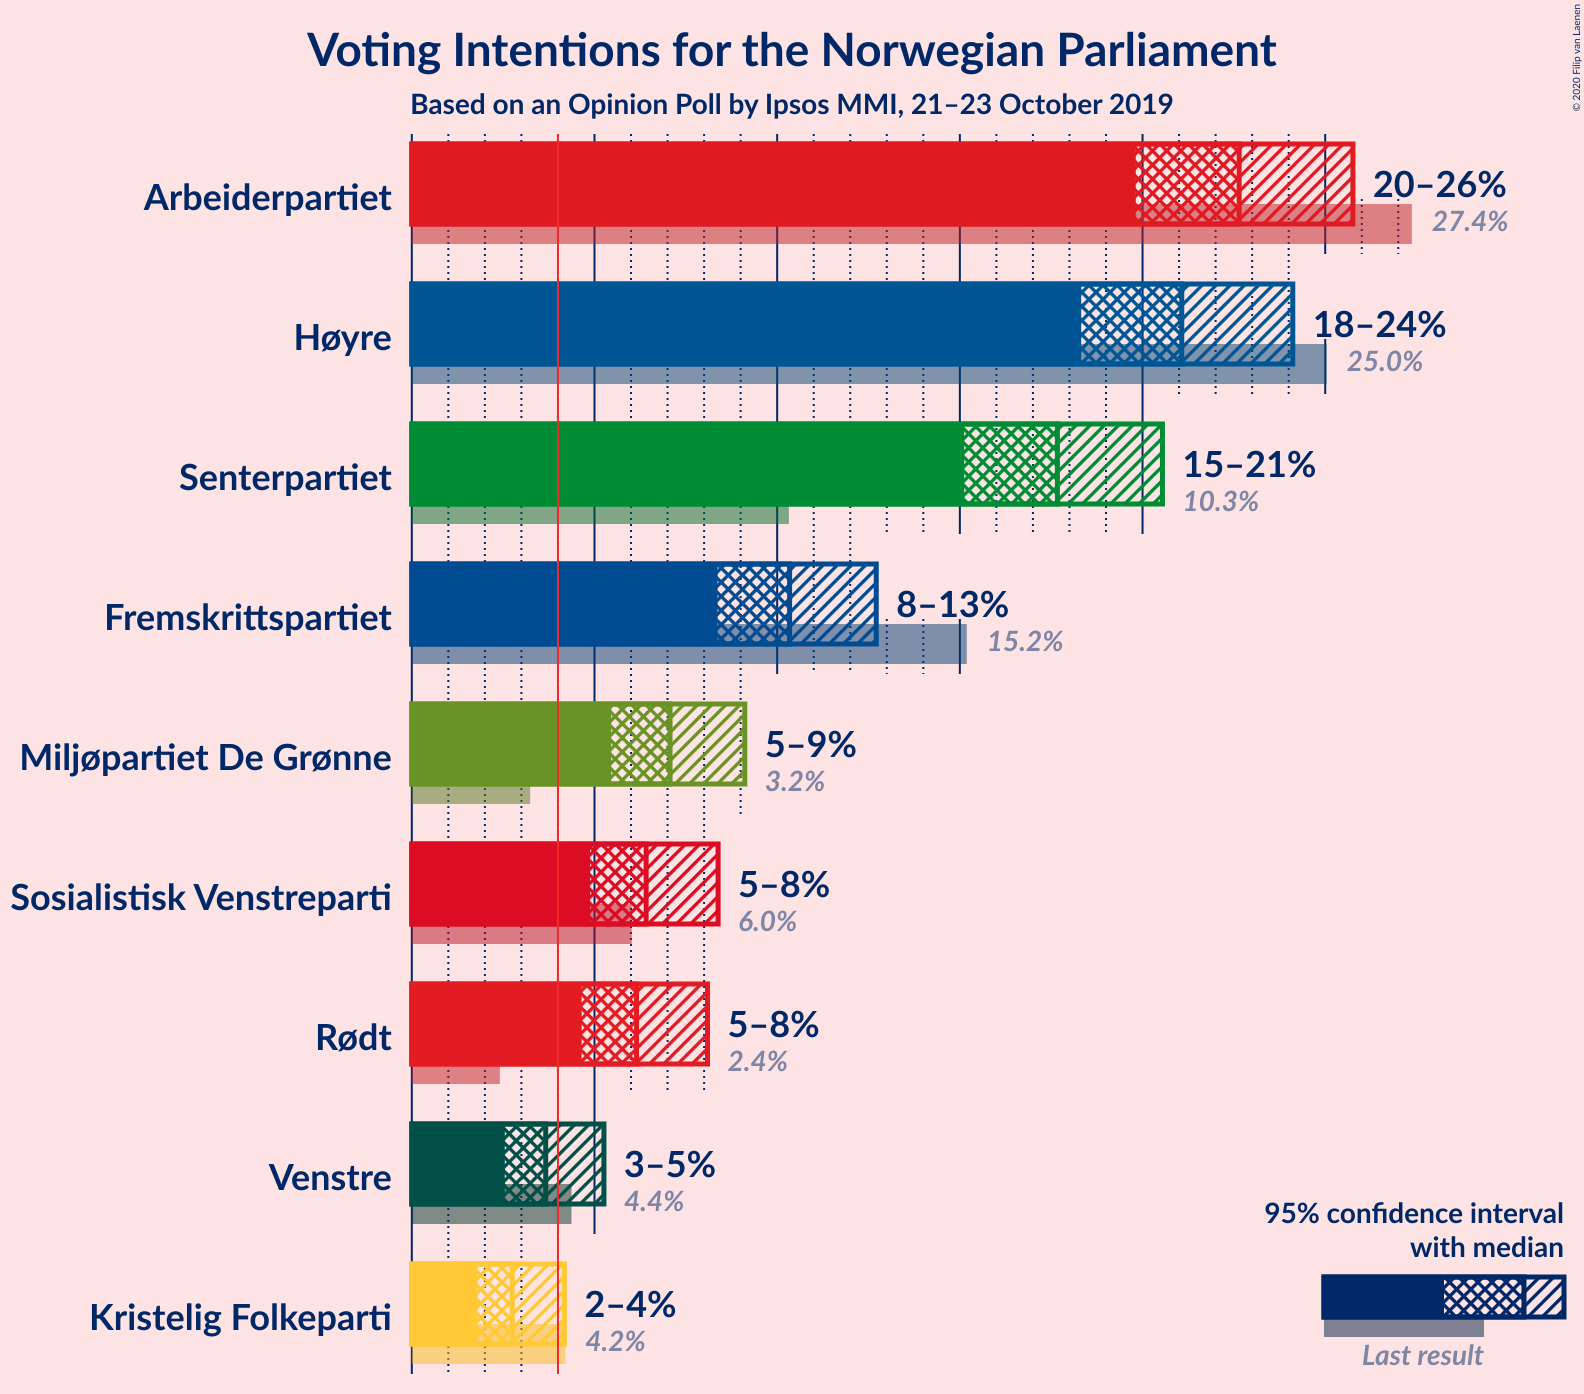 Voting Intentions for the Norwegian Parliament
Based on an Opinion Poll by Ipsos MMI, 21–23 October 2019
© 2020 Filip van Laenen
Arbeiderpartiet
20–26%
27.4%
Høyre
18–24%
25.0%
Senterpartiet
15–21%
10.3%
Fremskrittspartiet
8–13%
15.2%
Miljøpartiet De Grønne
5–9%
3.2%
Sosialistisk Venstreparti
5–8%
6.0%
Rødt
5–8%
2.4%
Venstre
3–5%
4.4%
Kristelig Folkeparti
2–4%
4.2%
95% confidence interval
with median
Last result